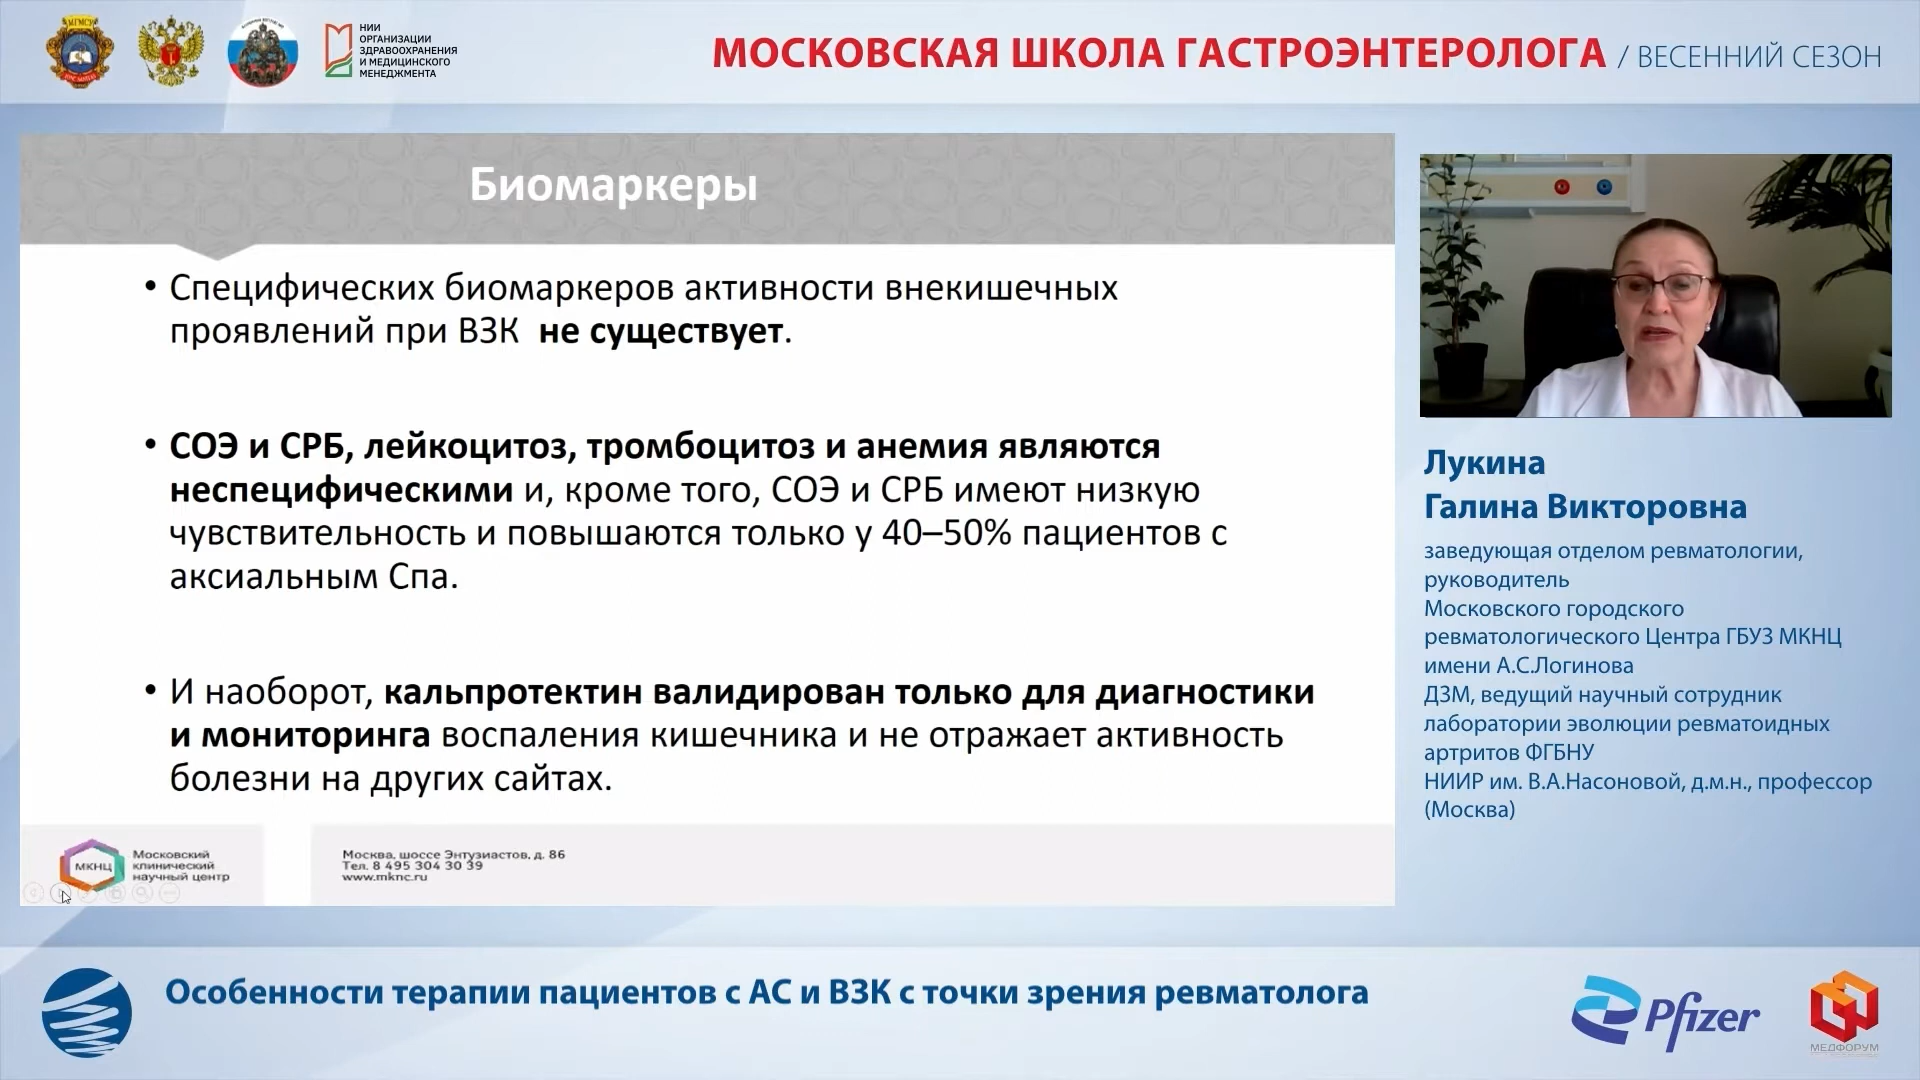 НИИ
ОРГАНИЗАЦИИ
ЗДРАВООХРАНЕНИЯ
И МЕДИЦИНСКОГО
МЕНЕДЖМЕНТА
МОСКОВСКАЯ ШКОЛА ГАСТРОЭНТЕРОЛОГА / ВЕСЕННИЙ СЕЗОН
Биомаркеры
• Специфических биомаркеров активности внекишечных
проявлений при ВЗК не существует.
• СОЭ и СРБ, лейкоцитоз, тромбоцитоз и анемия являются
неспецифическими и, кроме того, СОЭ и СРБ имеют низкую
чувствительность и повышаются только у 40–50% пациентов с
аксиальным Спа.
• И наоборот, кальпротектин валидирован только для диагностики
и мониторинга воспаления кишечника и не отражает активность
болезни на других сайтах.
МКНЦ
Московский
клинический
научный центр
Москва, шоссе Энтузиастов, д. 86
Тел. 8 495 304 30 39
www.mknc.ru
Лукина
Галина Викторовна
заведующая отделом ревматологии,
руководитель
Московского городского
ревматологического Центра ГБУЗ МКНЦ
имени А.С.Логинова
ДЗМ, ведущий научный сотрудник
лаборатории эволюции ревматоидных
артритов ФГБНУ
НИИР им. В.А.Насоновой, д.м.н., профессор
(Москва)
Особенности терапии пациентов с АС и ВЗК с точки зрения ревматолога
Pfizer
МЕДФОРУМ